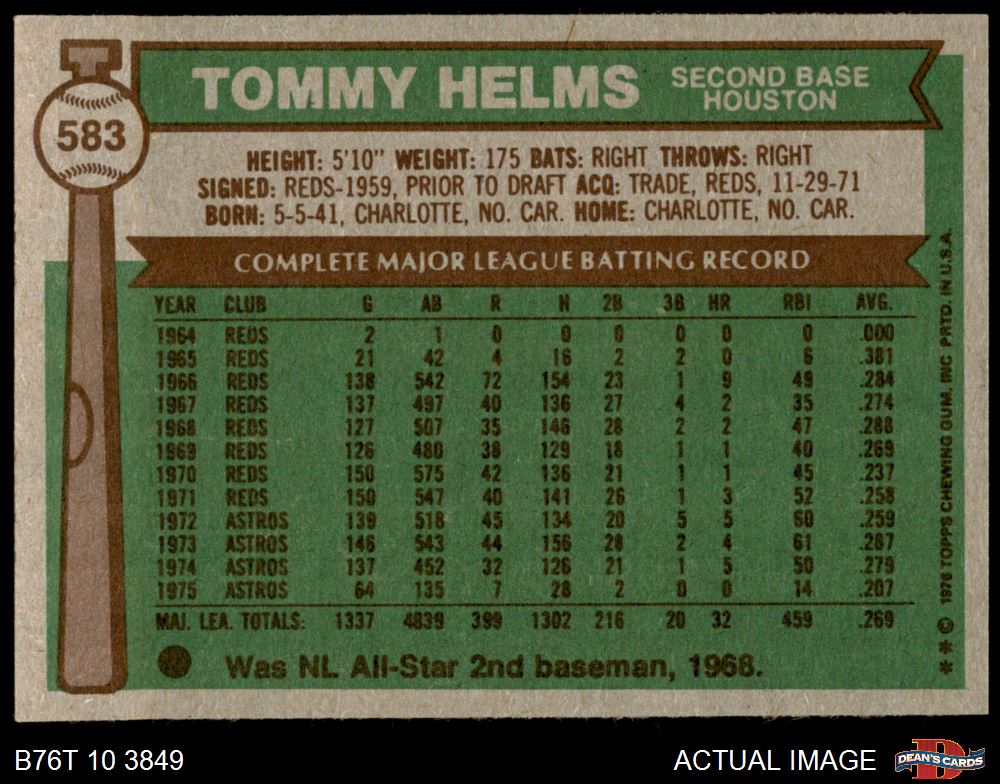 583
TOMMY HELMS SECOND BASE
HOUSTON
HEIGHT: 5'10" WEIGHT: 175 BATS: RIGHT THROWS: RIGHT
SIGNED: REDS-1959, PRIOR TO DRAFT ACQ: TRADE, REDS, 11-29-71
BORN: 5-5-41, CHARLOTTE, NO. CAR. HOME: CHARLOTTE, NO. CAR.
COMPLETE MAJOR LEAGUE BATTING RECORD
YEAR CLUB G AB R H 2B 3B HR RBI AVG.
1964 REDS 2 1 0 0 0 0 0 0 .000
1965 REDS 21 42 4 16 2 2 0 6 .381
1966 REDS 138 542 72 154 23 1 9 49 .284
1967 REDS 137 497 40 136 27 4 2 35 .274
1968 REDS 127 507 35 146 28 2 2 47 .288
1969 REDS 126 480 38 129 18 1 1 40 .269
1970 REDS 150 575 42 136 21 1 1 45 .237
1971 REDS 150 547 40 141 26 1 3 52 .258
1972 ASTROS 139 518 45 134 20 5 5 60 .259
1973 ASTROS 146 543 44 156 28 2 4 61 .287
1974 ASTROS 137 452 32 126 21 1 5 50 .279
1975 ASTROS 64 135 7 28 2 0 0 14 .207
MAJ. LEA. TOTALS: 1337 4839 399 1302 216 20 32 459 .269
Was NL All-Star 2nd baseman, 1968.
* * © 1976 TOPPS CHEWING GUM, INC PRTD. IN U.S.A.
B76T 10 3849 ACTUAL IMAGE
D
DEAN'S CARDS